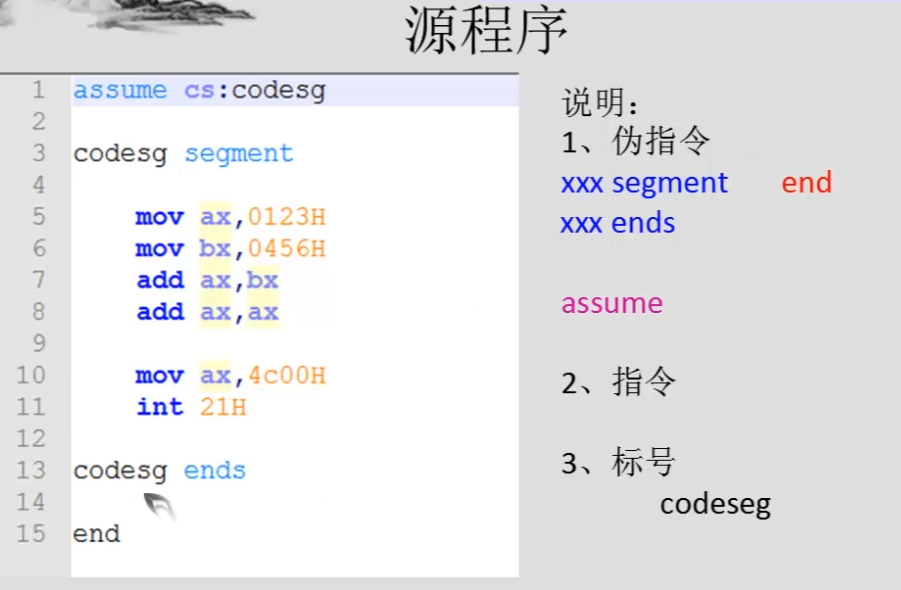 源程序
1 assume cs:codesg
2
3 codesg segment
4
5 mov ax,0123H
6 mov bx,0456H
7 add ax,bx
8 add ax,ax
9
10 mov ax,4c00H
11 int 21H
12
13 codesg ends
14
15 end
说明：
1、伪指令
xxx segment end
xxx ends
assume
2、指令
3、标号
codeseg